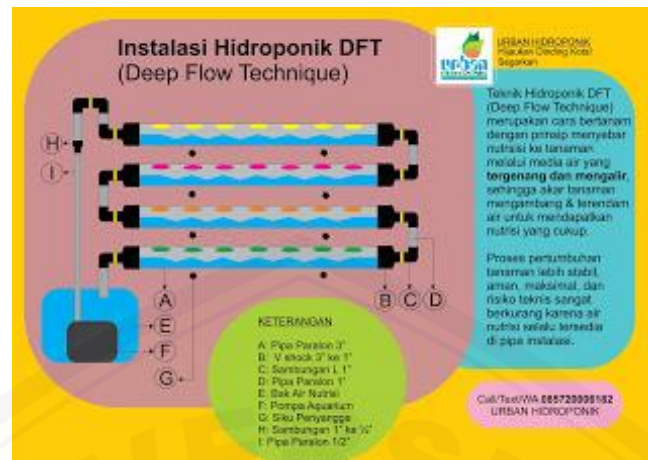 Instalasi Hidroponik DFT
(Deep Flow Technique)
URBAN HIDROPONIK
Hijaukan Dinding Kota!
Segarkan
urban
Teknik Hidroponik DFT
(Deep Flow Technique)
merupakan cara bertanam
dengan prinsip menyebar
nutrisi ke tanaman
melalui media air yang
tergenang dan mengalir,
sehingga akar tanaman
mengambang & terendam
air untuk mendapatkan
nutrisi yang cukup.
Proses pertumbuhan
tanaman lebih stabil,
aman, maksimal, dan
risiko teknis sangat
berkurang karena air
nutrisi selalu tersedia
di pipa instalasi.
H
I
A
B
C
D
E
F
G
KETERANGAN
A: Pipa Paralon 3"
B: V shock 3" ke 1"
C: Sambungan L 1"
D: Pipa Paralon 1"
E: Bak Air Nutrisi
F: Pompa Aquarium
G: Siku Penyangga
H: Sambungan 1" ke ½"
I: Pipa Paralon 1/2"
Call/Text/WA 085720006182
URBAN HIDROPONIK